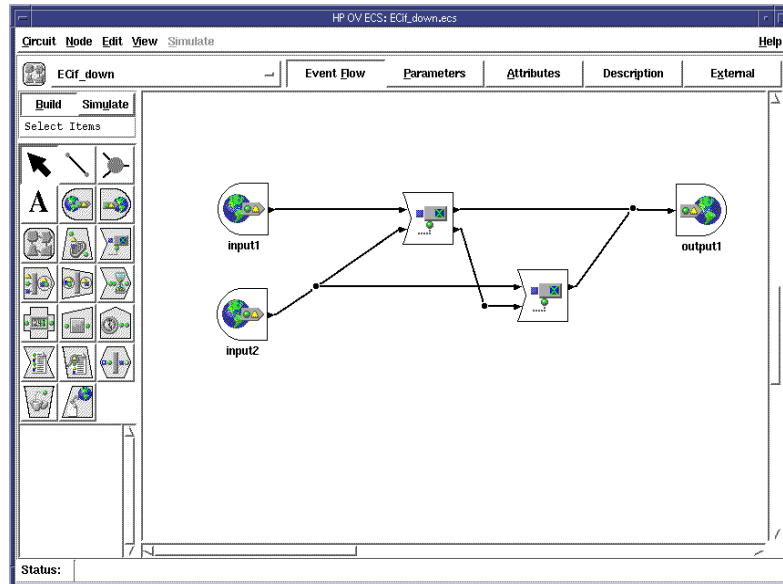 HP OV ECS: ECif_down.ecs
Circuit Node Edit View Simulate Help
ECif_down Event Flow Parameters Attributes Description External
Build Simulate
Select Items
A
input1
output1
input2
Status: